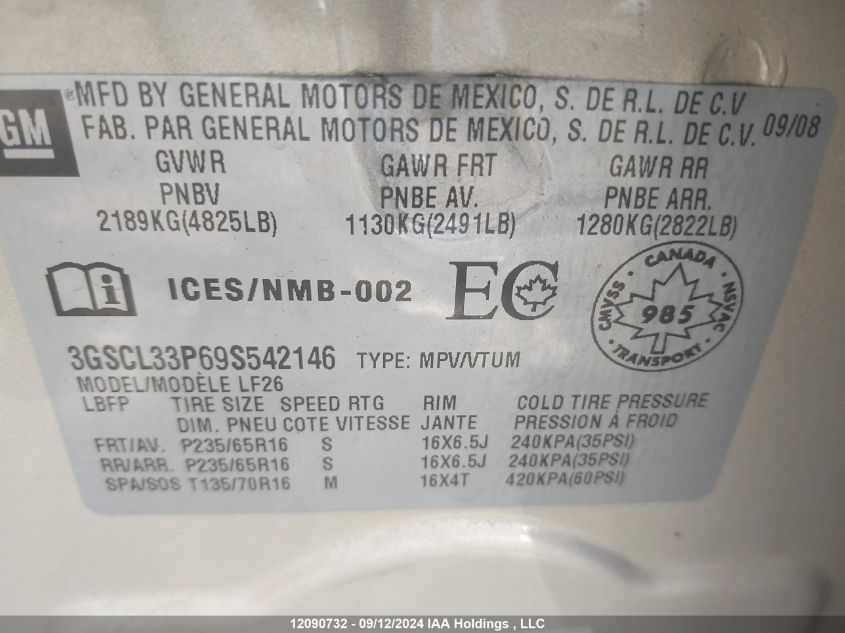 GM
® MFD BY GENERAL MOTORS DE MEXICO, S. DE R.L. DE C.V
FAB. PAR GENERAL MOTORS DE MEXICO, S. DE R.L. DE C.V. 09/08
GVWR GAWR FRT GAWR RR
PNBV PNBE AV. PNBE ARR.
2189KG(4825LB) 1130KG(2491LB) 1280KG(2822LB)
i ICES/NMB-002 EC
CANADA
CMVSS 985 NSVAC
TRANSPORT
3GSCL33P69S542146 TYPE: MPV/VTUM
MODEL/MODÈLE LF26
LBFP TIRE SIZE SPEED RTG RIM COLD TIRE PRESSURE
DIM. PNEU COTE VITESSE JANTE PRESSION À FROID
FRT/AV. P235/65R16 S 16X6.5J 240KPA(35PSI)
RR/ARR. P235/65R16 S 16X6.5J 240KPA(35PSI)
SPA/SOS T135/70R16 M 16X4T 420KPA(60PSI)
12090732 - 09/12/2024 IAA Holdings , LLC